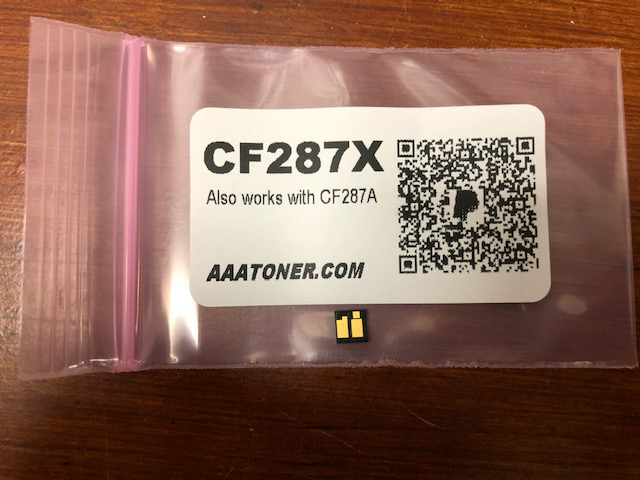 CF287X
Also works with CF287A
AAATONER.COM